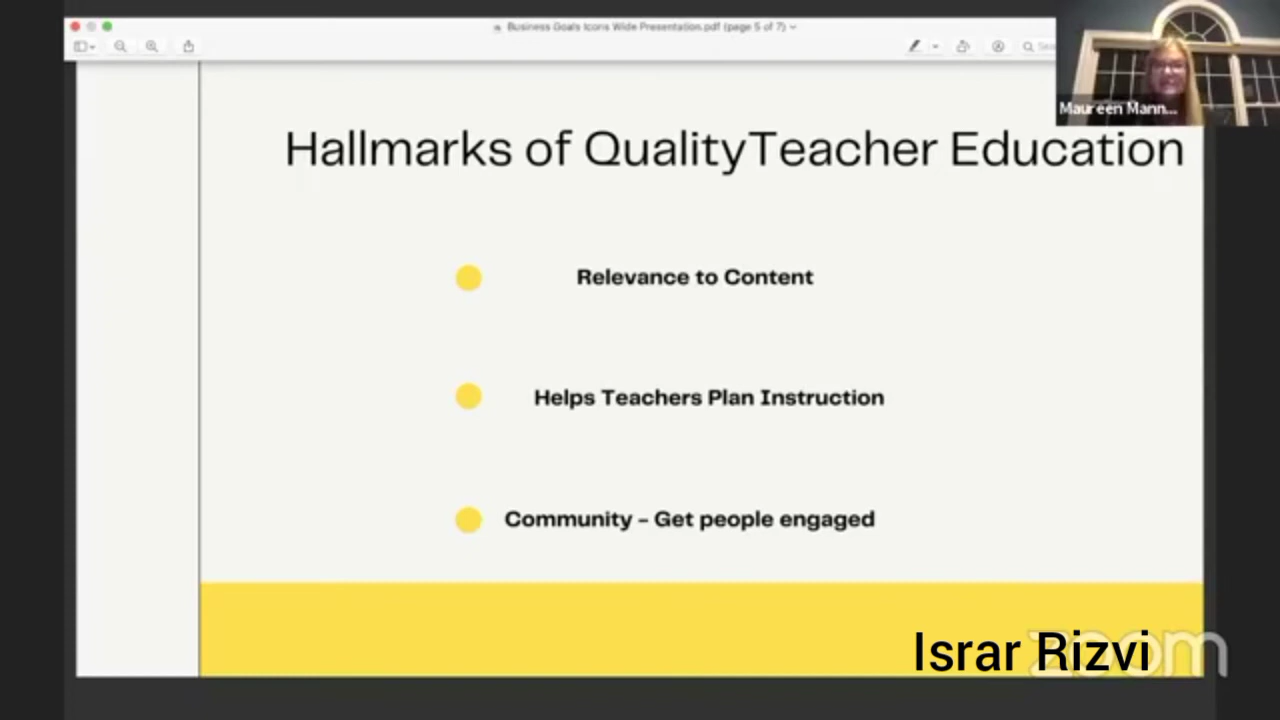 Business Goals Icons Wide Presentation.pdf (page 5 of 7)
Maureen Mann...
Hallmarks of QualityTeacher Education
Relevance to Content
Helps Teachers Plan Instruction
Community - Get people engaged
Israr Rizvi
zoom